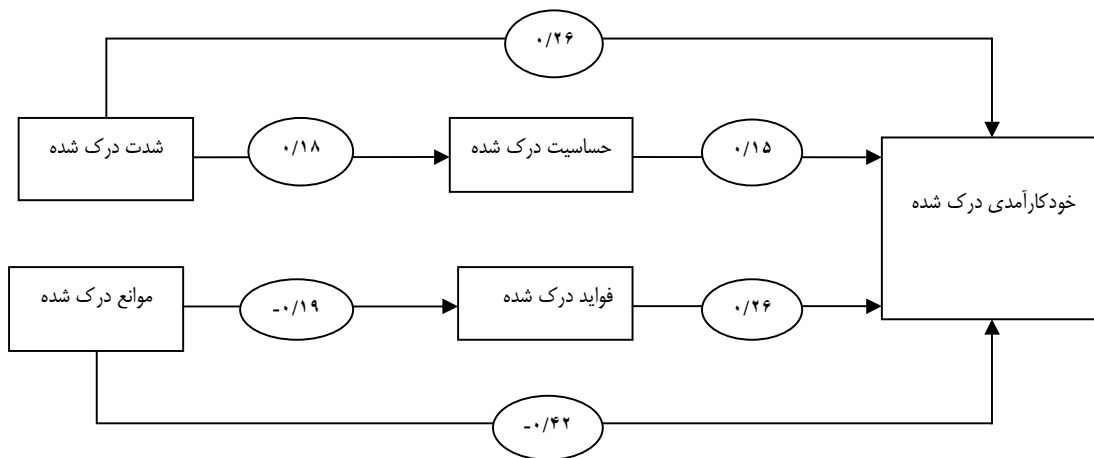 ۰/۲۶
شدت درک شده
۰/۱۸
حساسیت درک شده
۰/۱۵
خودکارآمدی درک شده
موانع درک شده
-۰/۱۹
فواید درک شده
۰/۲۶
-۰/۴۲